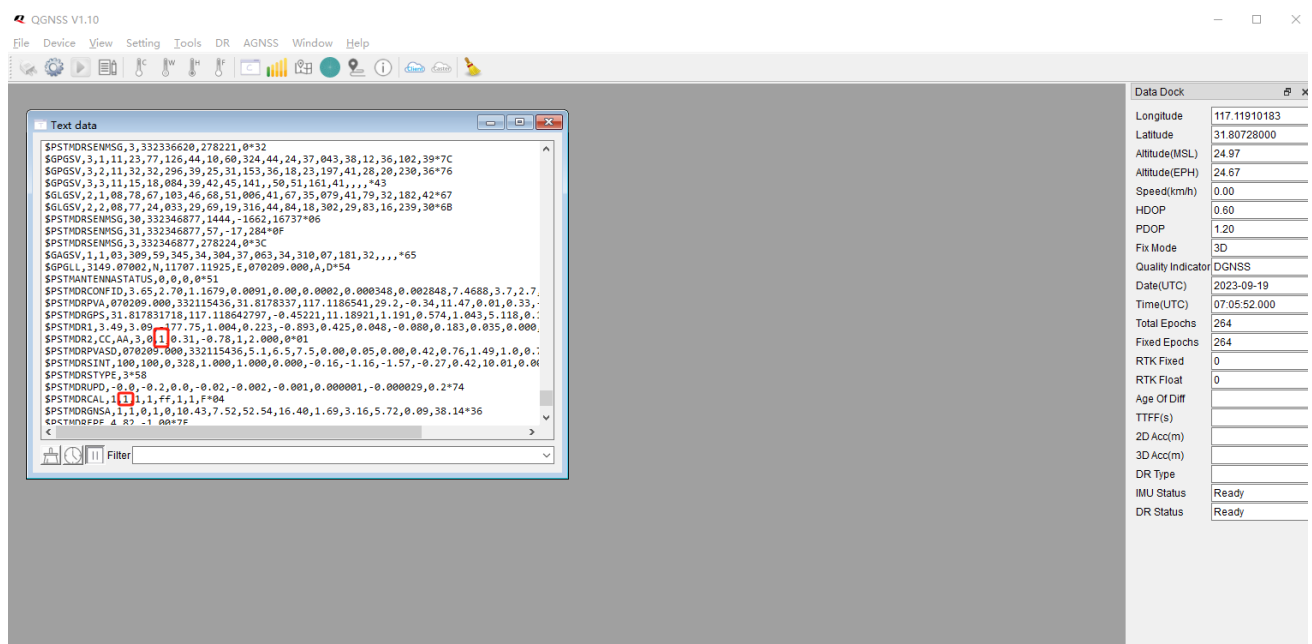 QGNSS V1.10
File Device View Setting Tools DR AGNSS Window Help
Text data
$PSTMDRSENMSG,3,332336620,278221,0*32
$GPGSV,3,1,11,23,77,126,44,10,60,324,44,24,37,043,38,12,36,102,39*7C
$GPGSV,3,2,11,32,32,296,39,25,31,153,36,18,23,197,41,28,20,230,36*76
$GPGSV,3,3,11,15,18,084,39,42,45,141,,50,51,161,41,,,,*43
$GLGSV,2,1,08,78,67,103,46,68,51,006,41,67,35,079,41,79,32,182,42*67
$GLGSV,2,2,08,77,24,033,29,69,19,316,44,84,18,302,29,83,16,239,30*6B
$PSTMDRSENMSG,30,332346877,1444,-1662,16737*06
$PSTMDRSENMSG,31,332346877,57,-17,284*0F
$PSTMDRSENMSG,3,332346877,278224,0*3C
$GAGSV,1,1,03,309,59,345,34,304,37,063,34,310,07,181,32,,,,*65
$GPGLL,3149.07002,N,11707.11925,E,070209.000,A,D*54
$PSTMANTENNASTATUS,0,0,0,0*51
$PSTMDRCONFID,3.65,2.70,1.1679,0.0091,0.00,0.0002,0.000348,0.002848,7.4688,3.7,2.7,
$PSTMDRPVA,070209.000,332115436,31.8178337,117.1186541,29.2,-0.34,11.47,0.01,0.33,-
$PSTMDRGPS,31.817831718,117.118642797,-0.45221,11.18921,1.191,0.574,1.043,5.118,0.
$PSTMDR1,3.49,3.09,-177.75,1.004,0.223,-0.893,0.425,0.048,-0.080,0.183,0.035,0.000,
$PSTMDR2,CC,AA,3,0,1,0.31,-0.78,1,2.000,0*01
$PSTMDRPVASD,070209.000,332115436,5.1,6.5,7.5,0.00,0.05,0.00,0.42,0.76,1.49,1.0,0.
$PSTMDRSINT,100,100,0,328,1.000,1.000,0.000,-0.16,-1.16,-1.57,-0.27,0.42,10.01,0.0
$PSTMDRSTYPE,3*58
$PSTMDRUPD,-0.0,-0.2,0.0,-0.02,-0.002,-0.001,0.000001,-0.000029,0.2*74
$PSTMDRCAL,1,1,1,1,ff,1,1,F*04
$PSTMDRGNSA,1,1,0,1,0,10.43,7.52,52.54,16.40,1.69,3.16,5.72,0.09,38.14*36
$PSTMDREPE,4.82,-1.00*7E
Filter
Data Dock
Longitude 117.11910183
Latitude 31.80728000
Altitude(MSL) 24.97
Altitude(EPH) 24.67
Speed(km/h) 0.00
HDOP 0.60
PDOP 1.20
Fix Mode 3D
Quality Indicator DGNSS
Date(UTC) 2023-09-19
Time(UTC) 07:05:52.000
Total Epochs 264
Fixed Epochs 264
RTK Fixed 0
RTK Float 0
Age Of Diff
TTFF(s)
2D Acc(m)
3D Acc(m)
DR Type
IMU Status Ready
DR Status Ready